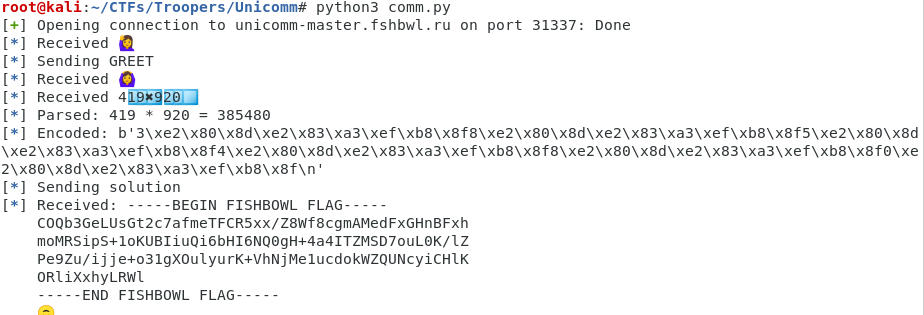 root@kali:~/CTFs/Troopers/Unicomm# python3 comm.py
[+] Opening connection to unicomm-master.fshbwl.ru on port 31337: Done
[*] Received 🙋‍♀️
[*] Sending GREET
[*] Received 🙆‍♀️
[*] Received 419✖920
[*] Parsed: 419 * 920 = 385480
[*] Encoded: b'3\xe2\x80\x8d\xe2\x83\xa3\xef\xb8\x8f8\xe2\x80\x8d\xe2\x83\xa3\xef\xb8\x8f5\xe2\x80\x8d
\xe2\x83\xa3\xef\xb8\x8f4\xe2\x80\x8d\xe2\x83\xa3\xef\xb8\x8f8\xe2\x80\x8d\xe2\x83\xa3\xef\xb8\x8f0\xe
2\x80\x8d\xe2\x83\xa3\xef\xb8\x8f\n'
[*] Sending solution
[*] Received: -----BEGIN FISHBOWL FLAG-----
COQb3GeLUsGt2c7afmeTFCR5xx/Z8Wf8cgmAMedFxGHnBFxh
moMRSipS+1oKUBIiuQi6bHI6NQ0gH+4a4ITZMSD7ouL0K/lZ
Pe9Zu/ijje+o31gXOulyurK+VhNjMe1ucdokWZQUNcyiCHlK
ORliXxhyLRWl
-----END FISHBOWL FLAG-----